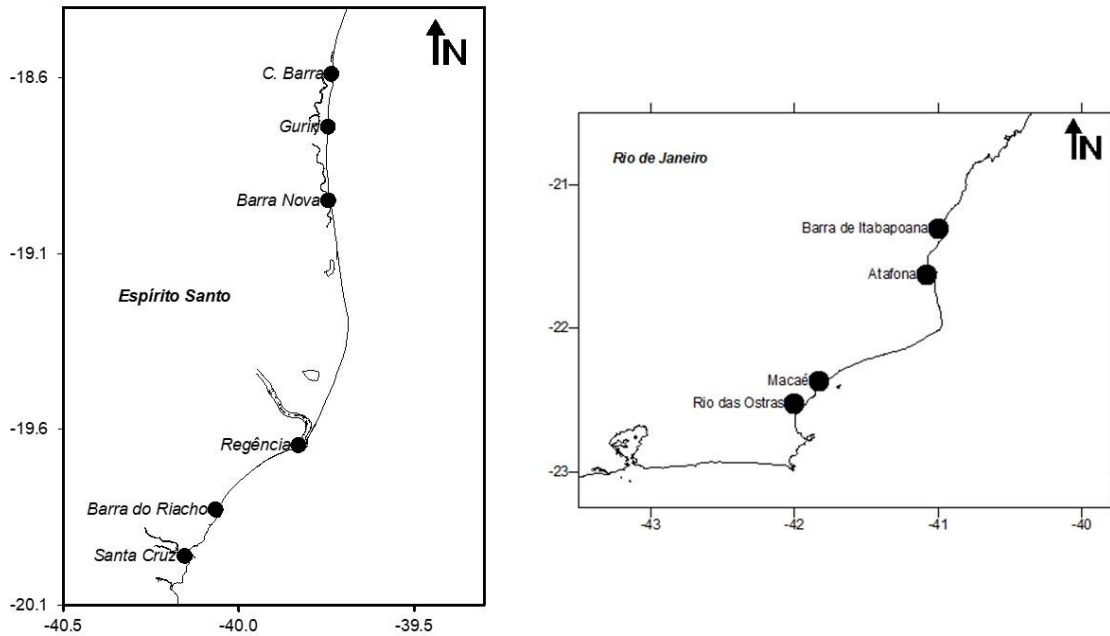 N
-18.6
C. Barra
Guriri
Barra Nova
-19.1
Espírito Santo
-19.6
Regência
Barra do Riacho
Santa Cruz
-20.1
-40.5
-40.0
-39.5
N
Rio de Janeiro
-21
Barra de Itabapoana
Atafona
-22
Macaé
Rio das Ostras
-23
-43
-42
-41
-40